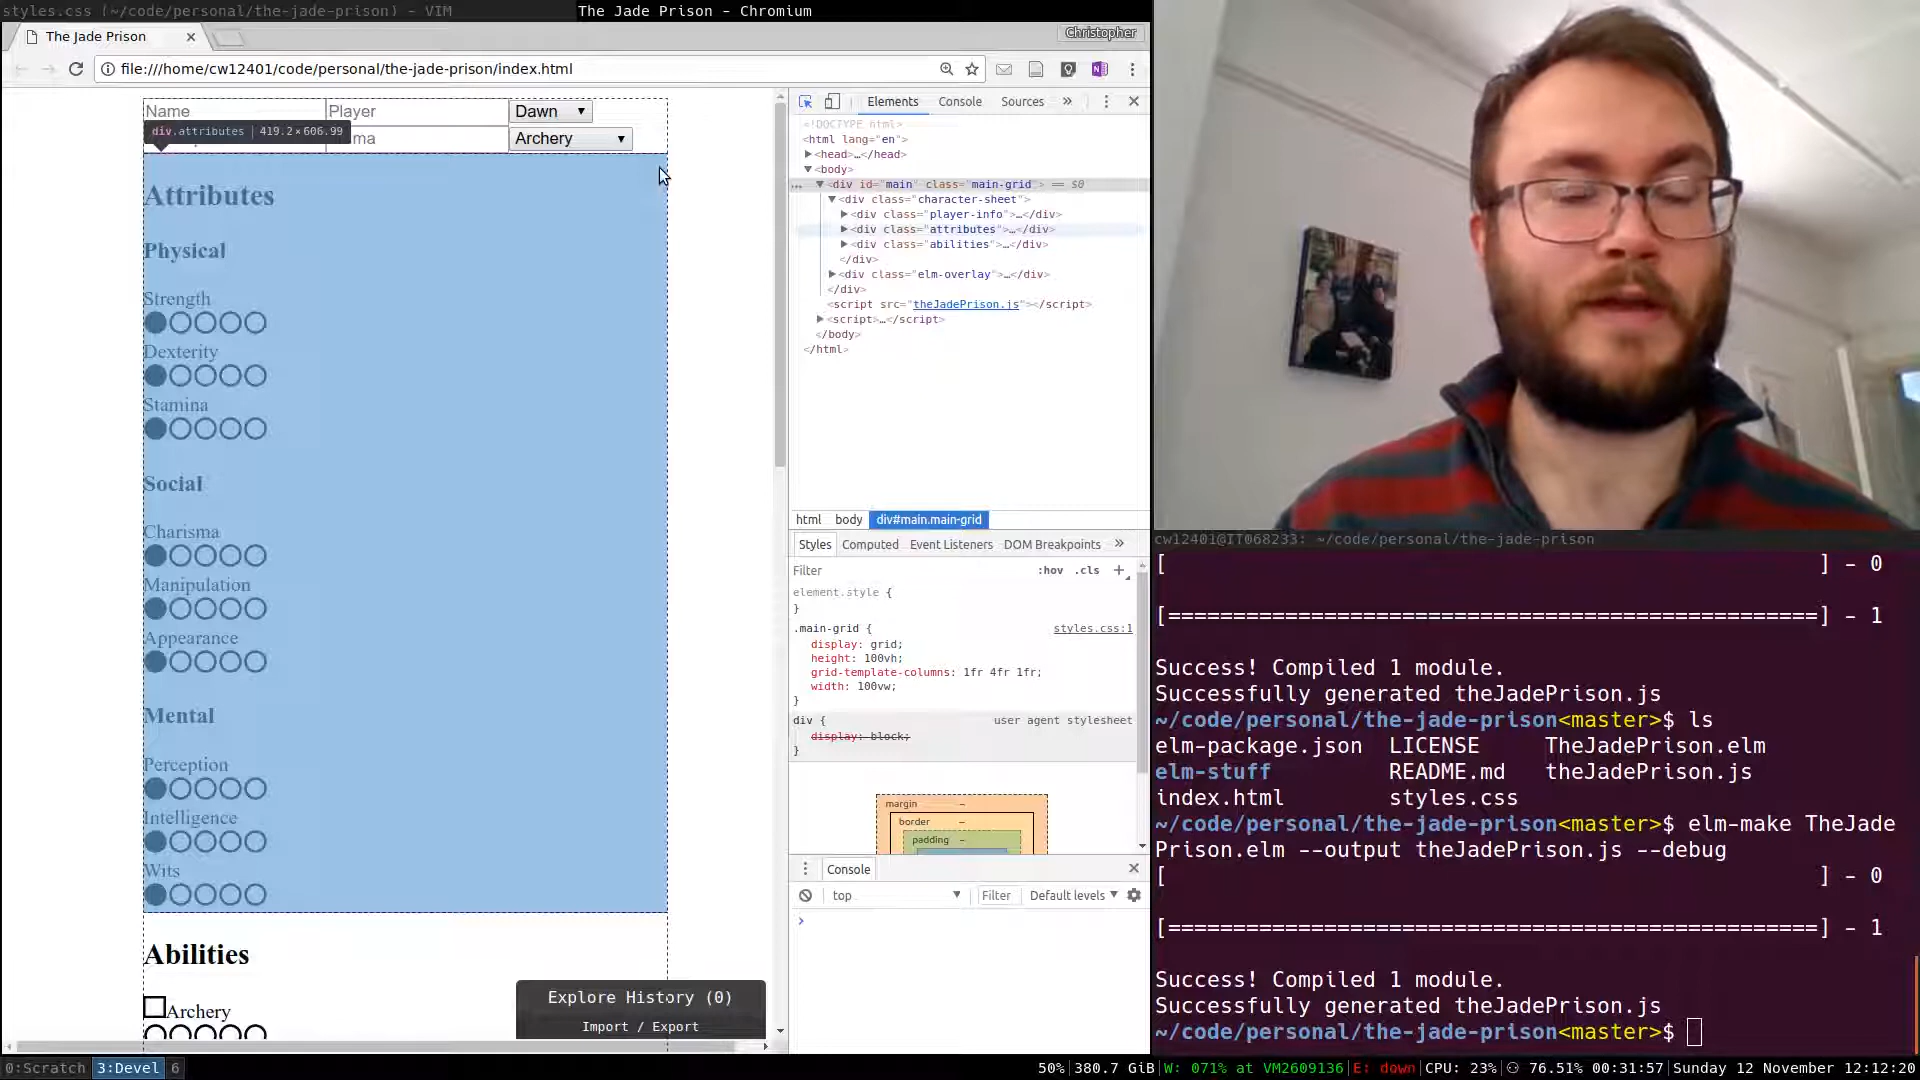 styles.css (~/code/personal/the-jade-prison) - VIM
The Jade Prison - Chromium
The Jade Prison
Christopher
file:///home/cw12401/code/personal/the-jade-prison/index.html
Name
Player
Dawn
div.attributes | 419.2×606.99
Archery
Attributes
Physical
Strength
Dexterity
Stamina
Social
Charisma
Manipulation
Appearance
Mental
Perception
Intelligence
Wits
Abilities
Archery
Explore History (0)
Import / Export
Elements
Console
Sources
<!DOCTYPE html>
<html lang="en">
<head>…</head>
<body>
… <div id="main" class="main-grid"> == $0
<div class="character-sheet">
<div class="player-info">…</div>
<div class="attributes">…</div>
<div class="abilities">…</div>
</div>
<div class="elm-overlay">…</div>
</div>
<script src="theJadePrison.js"></script>
<script>…</script>
</body>
</html>
html
body
div#main.main-grid
Styles
Computed
Event Listeners
DOM Breakpoints
Filter
:hov
.cls
element.style {
}
.main-grid {
styles.css:1
display: grid;
height: 100vh;
grid-template-columns: 1fr 4fr 1fr;
width: 100vw;
}
div {
user agent stylesheet
display: block;
}
margin –
border –
padding –
Console
top
Filter
Default levels
cw12401@IT068233: ~/code/personal/the-jade-prison
[ ] - 0
[==================================================] - 1
Success! Compiled 1 module.
Successfully generated theJadePrison.js
~/code/personal/the-jade-prison<master>$ ls
elm-package.json LICENSE TheJadePrison.elm
elm-stuff README.md theJadePrison.js
index.html styles.css
~/code/personal/the-jade-prison<master>$ elm-make TheJade
Prison.elm --output theJadePrison.js --debug
[ ] - 0
[==================================================] - 1
Success! Compiled 1 module.
Successfully generated theJadePrison.js
~/code/personal/the-jade-prison<master>$
0:Scratch
3:Devel
6
50%|380.7 GiB|W: 071% at VM2609136|E: down|CPU: 23%| 76.51% 00:31:57|Sunday 12 November 12:12:20